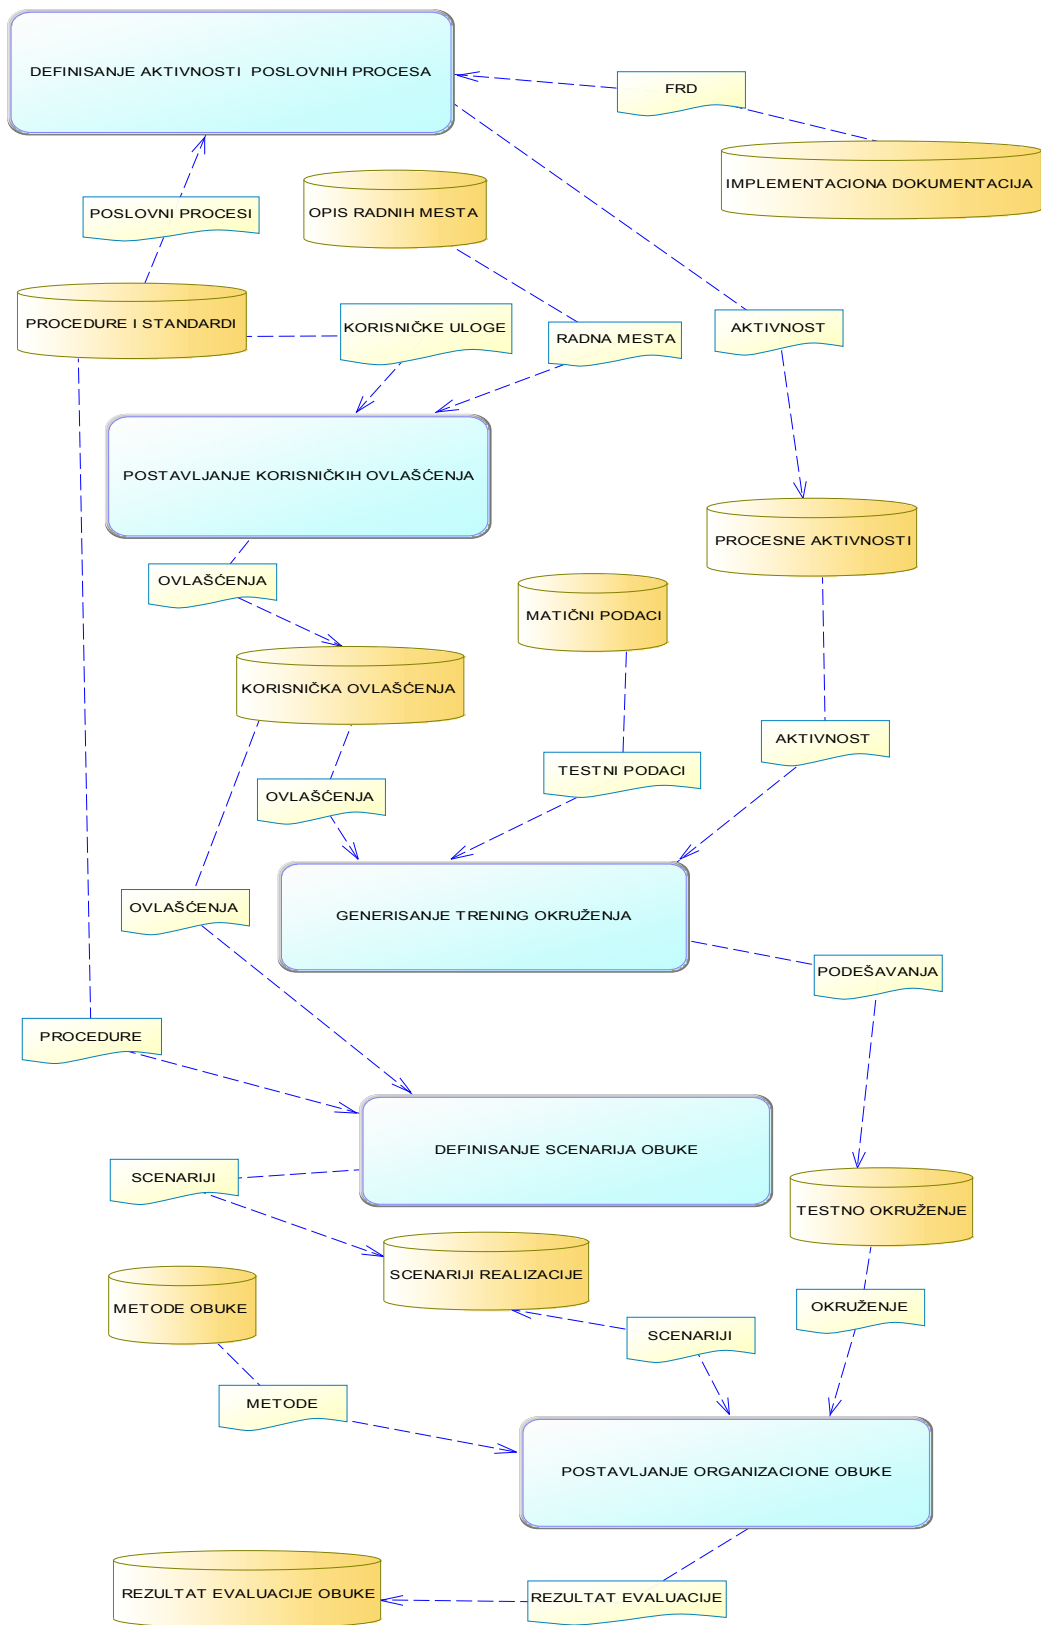 DEFINISANJE AKTIVNOSTI  POSLOVNIH PROCESA
FRD
IMPLEMENTACIONA DOKUMENTACIJA
POSLOVNI PROCESI
OPIS RADNIH MESTA
PROCEDURE I STANDARDI
KORISNIČKE ULOGE
RADNA MESTA
AKTIVNOST
POSTAVLJANJE KORISNIČKIH OVLAŠĆENJA
PROCESNE AKTIVNOSTI
OVLAŠĆENJA
MATIČNI PODACI
KORISNIČKA OVLAŠĆENJA
AKTIVNOST
TESTNI PODACI
OVLAŠĆENJA
OVLAŠĆENJA
GENERISANJE TRENING OKRUŽENJA
PODEŠAVANJA
PROCEDURE
DEFINISANJE SCENARIJA OBUKE
SCENARIJI
TESTNO OKRUŽENJE
SCENARIJI REALIZACIJE
METODE OBUKE
OKRUŽENJE
SCENARIJI
METODE
POSTAVLJANJE ORGANIZACIONE OBUKE
REZULTAT EVALUACIJE OBUKE
REZULTAT EVALUACIJE